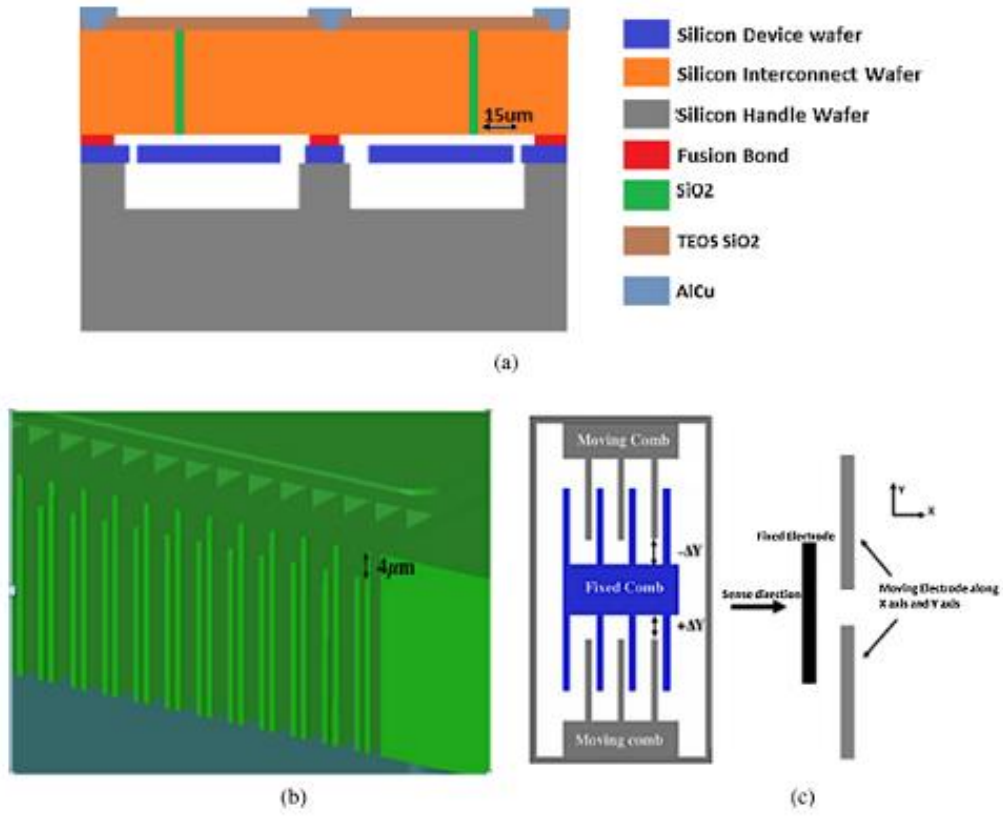 Silicon Device wafer
Silicon Interconnect Wafer
Silicon Handle Wafer
Fusion Bond
SiO2
TEOS SiO2
AlCu
15um
(a)
4μm
(b)
Moving Comb
-ΔY
Fixed Comb
+ΔY
Moving comb
Sense direction
Fixed Electrode
Y
X
Moving Electrode along
X axis and Y axis
(c)